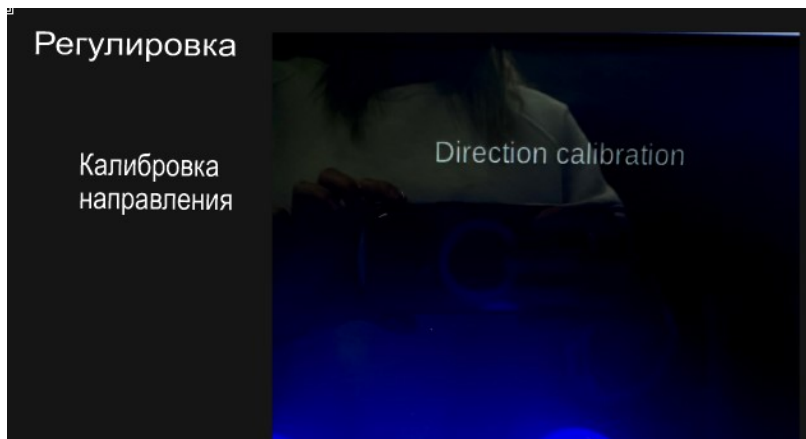 Регулировка
Direction calibration
Калибровка
направления